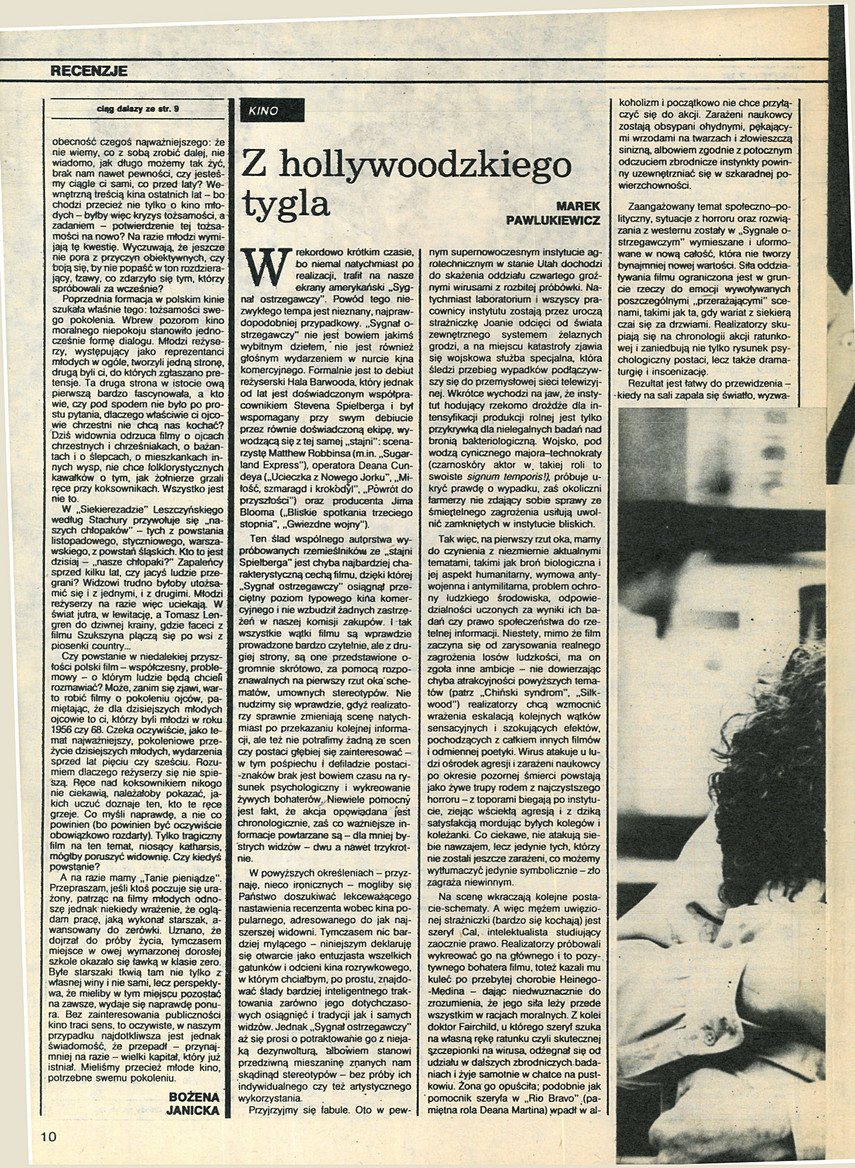 RECENZJE
ciąg dalszy ze str. 9
obecność czegoś najważniejszego: że
nie wiemy, co z sobą zrobić dalej, nie
wiadomo, jak długo możemy tak żyć,
brak nam nawet pewności, czy jesteś-
my ciągle ci sami, co przed laty? We-
wnętrzną treścią kina ostatnich lat – bo
chodzi przecież nie tylko o kino mło-
dych – byłby więc kryzys tożsamości, a
zadaniem – potwierdzenie tej tożsa-
mości na nowo? Na razie młodzi wymi-
jają tę kwestię. Wyczuwają, że jeszcze
nie pora z przyczyn obiektywnych, czy
boją się, by nie popaść w ton rozdziera-
jący, łzawy, co zdarzyło się tym, którzy
spróbowali za wcześnie?
Poprzednia formacja w polskim kinie
szukała właśnie tego: tożsamości swe-
go pokolenia. Wbrew pozorom kino
moralnego niepokoju stanowiło jedno-
cześnie formę dialogu. Młodzi reżyse-
rzy, występujący jako reprezentanci
młodych w ogóle, tworzyli jedną stronę,
drugą byli ci, do których zgłaszano pre-
tensje. Ta druga strona w istocie ową
pierwszą bardzo fascynowała, a kto
wie, czy pod spodem nie było po pro-
stu pytania, dlaczego właściwie ci ojco-
wie chrzestni nie chcą nas kochać?
Dziś widownia odrzuca filmy o ojcach
chrzestnych i chrześniakach, o bażan-
tach i o ślepcach, o mieszkankach in-
nych wysp, nie chce folklorystycznych
kawałków o tym, jak żołnierze grzali
ręce przy koksownikach. Wszystko jest
nie to.
W „Siekierezadzie” Leszczyńskiego
według Stachury przywołuje się „na-
szych chłopaków” – tych z powstania
listopadowego, styczniowego, warsza-
wskiego, z powstań śląskich. Kto to jest
dzisiaj – „nasze chłopaki?” Zapaleńcy
sprzed kilku lat, czy jacyś ludzie prze-
grani? Widzowi trudno byłoby utożsa-
mić się i z jednymi, i z drugimi. Młodzi
reżyserzy na razie więc uciekają. W
świat jutra, w lewitację, a Tomasz Len-
gren do dziwnej krainy, gdzie faceci z
filmu Szukszyna plączą się po wsi z
piosenki country...
Czy powstanie w niedalekiej przysz-
łości polski film – współczesny, proble-
mowy – o którym ludzie będą chcieli
rozmawiać? Może, zanim się zjawi, war-
to robić filmy o pokoleniu ojców, pa-
miętając, że dla dzisiejszych młodych
ojcowie to ci, którzy byli młodzi w roku
1956 czy 68. Czeka oczywiście, jako te-
mat najważniejszy, pokoleniowe prze-
życie dzisiejszych młodych, wydarzenia
sprzed lat pięciu czy sześciu. Rozu-
miem dlaczego reżyserzy się nie spie-
szą. Ręce nad koksownikiem nikogo
nie ciekawią, należałoby pokazać, ja-
kich uczuć doznaje ten, kto te ręce
grzeje. Co myśli naprawdę, a nie co
powinien (bo powinien być oczywiście
obowiązkowo rozdarty). Tylko tragiczny
film na ten temat, niosący katharsis,
mógłby poruszyć widownię. Czy kiedyś
powstanie?
A na razie mamy „Tanie pieniądze”.
Przepraszam, jeśli ktoś poczuje się ura-
żony, patrząc na filmy młodych odno-
szę jednak niekiedy wrażenie, że oglą-
dam pracę, jaką wykonał starszak, a-
wansowany do zerówki. Uznano, że
dojrzał do próby życia, tymczasem
miejsce w owej wymarzonej dorosłej
szkole okazało się ławką w klasie zero.
Byłe starszaki tkwią tam nie tylko z
własnej winy i nie sami, lecz perspekty-
wa, że mieliby w tym miejscu pozostać
na zawsze, wydaje się naprawdę ponu-
ra. Bez zainteresowania publiczności
kino traci sens, to oczywiste, w naszym
przypadku najdotkliwsza jest jednak
świadomość, że przepadł – przynaj-
mniej na razie – wielki kapitał, który już
istniał. Mieliśmy przecież młode kino,
potrzebne swemu pokoleniu.
BOŻENA
JANICKA
KINO
Z hollywoodzkiego
tygla
MAREK
PAWLUKIEWICZ
W rekordowo krótkim czasie,
bo niemal natychmiast po
realizacji, trafił na nasze
ekrany amerykański „Syg-
nał ostrzegawczy”. Powód tego nie-
zwykłego tempa jest nieznany, najpraw-
dopodobniej przypadkowy. „Sygnał o-
strzegawczy” nie jest bowiem jakimś
wybitnym dziełem, nie jest również
głośnym wydarzeniem w nurcie kina
komercyjnego. Formalnie jest to debiut
reżyserski Hala Barwooda, który jednak
od lat jest doświadczonym współpra-
cownikiem Stevena Spielberga i był
wspomagany przy swym debiucie
przez równie doświadczoną ekipę, wy-
wodzącą się z tej samej „stajni”: scena-
rzystę Matthew Robbinsa (m.in. „Sugar-
land Express”), operatora Deana Cun-
deya („Ucieczka z Nowego Jorku”, „Mi-
łość, szmaragd i krokodyl”, „Powrót do
przyszłości”) oraz producenta Jima
Blooma („Bliskie spotkania trzeciego
stopnia”, „Gwiezdne wojny”).
Ten ślad wspólnego autorstwa wy-
próbowanych rzemieślników ze „stajni
Spielberga” jest chyba najbardziej cha-
rakterystyczną cechą filmu, dzięki której
„Sygnał ostrzegawczy” osiągnął prze-
ciętny poziom typowego kina komer-
cyjnego i nie wzbudził żadnych zastrze-
żeń w naszej komisji zakupów. I tak
wszystkie wątki filmu są wprawdzie
prowadzone bardzo czytelnie, ale z dru-
giej strony, są one przedstawione o-
gromnie skrótowo, za pomocą rozpo-
znawalnych na pierwszy rzut oka sche-
matów, umownych stereotypów. Nie
nudzimy się wprawdzie, gdyż realizato-
rzy sprawnie zmieniają scenę natych-
miast po przekazaniu kolejnej informa-
cji, ale też nie potrafimy żadną ze scen
czy postaci głębiej się zainteresować –
w tym pośpiechu i defiladzie postaci-
-znaków brak jest bowiem czasu na ry-
sunek psychologiczny i wykreowanie
żywych bohaterów. Niewiele pomocny
jest fakt, że akcja opowiadana jest
chronologicznie, zaś co ważniejsze in-
formacje powtarzane są – dla mniej by-
strych widzów – dwu a nawet trzykrot-
nie.
W powyższych określeniach – przyz-
naję, nieco ironicznych – mogliby się
Państwo doszukiwać lekceważącego
nastawienia recenzenta wobec kina po-
pularnego, adresowanego do jak naj-
szerszej widowni. Tymczasem nic bar-
dziej mylącego – niniejszym deklaruję
się otwarcie jako entuzjasta wszelkich
gatunków i odcieni kina rozrywkowego,
w którym chciałbym, po prostu, znajdo-
wać ślady bardziej inteligentnego trak-
towania zarówno jego dotychczaso-
wych osiągnięć i tradycji jak i samych
widzów. Jednak „Sygnał ostrzegawczy”
aż się prosi o potraktowanie go z nieja-
ką dezynwolturą, albowiem stanowi
przedziwną mieszaninę znanych nam
skądinąd stereotypów – bez próby ich
indywidualnego czy też artystycznego
wykorzystania.
Przyjrzyjmy się fabule. Oto w pew-
nym supernowoczesnym instytucie ag-
rotechnicznym w stanie Utah dochodzi
do skażenia oddziału czwartego groź-
nymi wirusami z rozbitej próbówki. Na-
tychmiast laboratorium i wszyscy pra-
cownicy instytutu zostają przez uroczą
strażniczkę Joanie odcięci od świata
zewnętrznego systemem żelaznych
grodzi, a na miejscu katastrofy zjawia
się wojskowa służba specjalna, która
śledzi przebieg wypadków podłączyw-
szy się do przemysłowej sieci telewizyj-
nej. Wkrótce wychodzi na jaw, że insty-
tut hodujący rzekomo drożdże dla in-
tensyfikacji produkcji rolnej jest tylko
przykrywką dla nielegalnych badań nad
bronią bakteriologiczną. Wojsko, pod
wodzą cynicznego majora-technokraty
(czarnoskóry aktor w takiej roli to
swoiste signum temporis!), próbuje u-
kryć prawdę o wypadku, zaś okoliczni
farmerzy nie zdający sobie sprawy ze
śmiertelnego zagrożenia usiłują uwol-
nić zamkniętych w instytucie bliskich.
Tak więc, na pierwszy rzut oka, mamy
do czynienia z niezmiernie aktualnymi
tematami, takimi jak broń biologiczna i
jej aspekt humanitarny, wymowa anty-
wojenna i antymilitarna, problem ochro-
ny ludzkiego środowiska, odpowie-
dzialności uczonych za wyniki ich ba-
dań czy prawo społeczeństwa do rze-
telnej informacji. Niestety, mimo że film
zaczyna się od zarysowania realnego
zagrożenia losów ludzkości, ma on
zgoła inne ambicje – nie dowierzając
chyba atrakcyjności powyższych tema-
tów (patrz „Chiński syndrom”, „Silk-
wood”) realizatorzy chcą wzmocnić
wrażenia eskalacją kolejnych wątków
sensacyjnych i szokujących efektów,
pochodzących z całkiem innych filmów
i odmiennej poetyki. Wirus atakuje u lu-
dzi ośrodek agresji i zarażeni naukowcy
po okresie pozornej śmierci powstają
jako żywe trupy rodem z najczystszego
horroru – z toporami biegają po instytu-
cie, ziejąc wściekłą agresją i z dziką
satysfakcją mordując byłych kolegów i
koleżanki. Co ciekawe, nie atakują sie-
bie nawzajem, lecz jedynie tych, którzy
nie zostali jeszcze zarażeni, co możemy
wytłumaczyć jedynie symbolicznie – zło
zagraża niewinnym.
Na scenę wkraczają kolejne posta-
cie-schematy. A więc mężem uwięzio-
nej strażniczki (bardzo się kochają) jest
szeryf Cal, intelektualista studiujący
zaocznie prawo. Realizatorzy próbowali
wykreować go na głównego i to pozy-
tywnego bohatera filmu, toteż kazali mu
kuleć po przebytej chorobie Heinego-
-Medina – dając niedwuznacznie do
zrozumienia, że jego siła leży przede
wszystkim w racjach moralnych. Z kolei
doktor Fairchild, u którego szeryf szuka
na własną rękę ratunku czyli skutecznej
szczepionki na wirusa, odżegnał się od
udziału w dalszych zbrodniczych bada-
niach i żyje samotnie w chatce na pust-
kowiu. Żona go opuściła; podobnie jak
pomocnik szeryfa w „Rio Bravo” (pa-
miętna rola Deana Martina) wpadł w al-
koholizm i początkowo nie chce przyłą-
czyć się do akcji. Zarażeni naukowcy
zostają obsypani ohydnymi, pękający-
mi wrzodami na twarzach i złowieszczą
sinizną, albowiem zgodnie z potocznym
odczuciem zbrodnicze instynkty powin-
ny uzewnętrzniać się w szkaradnej po-
wierzchowności.
Zaangażowany temat społeczno-po-
lityczny, sytuacje z horroru oraz rozwią-
zania z westernu zostały w „Sygnale o-
strzegawczym” wymieszane i uformo-
wane w nową całość, która nie tworzy
bynajmniej nowej wartości. Siła oddzia-
ływania filmu ograniczona jest w grun-
cie rzeczy do emocji wywoływanych
poszczególnymi „przerażającymi” sce-
nami, takimi jak ta, gdy wariat z siekierą
czai się za drzwiami. Realizatorzy sku-
piają się na chronologii akcji ratunko-
wej i zaniedbują nie tylko rysunek psy-
chologiczny postaci, lecz także drama-
turgię i inscenizację.
Rezultat jest łatwy do przewidzenia –
kiedy na sali zapala się światło, wyzwa-
10